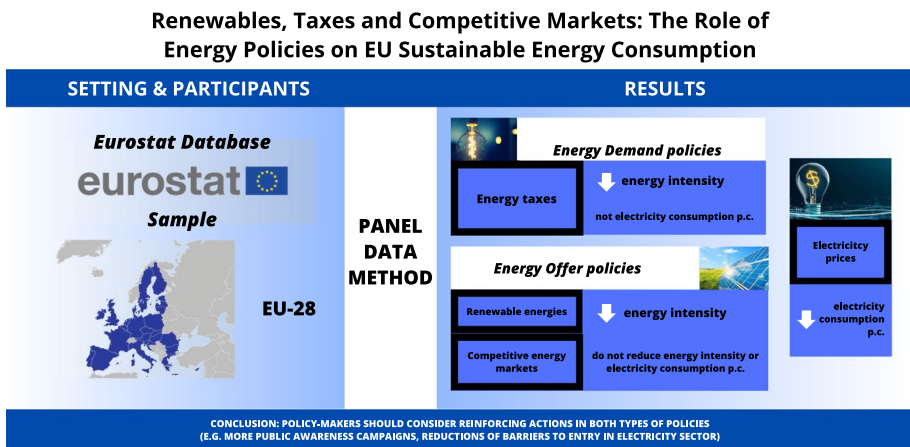 Renewables, Taxes and Competitive Markets: The Role of
Energy Policies on EU Sustainable Energy Consumption
SETTING & PARTICIPANTS
Eurostat Database
eurostat
Sample
EU-28
PANEL
DATA
METHOD
RESULTS
Energy Demand policies
Energy taxes
energy intensity
not electricity consumption p.c.
Energy Offer policies
Renewable energies
energy intensity
Competitive energy
markets
do not reduce energy intensity or
electricity consumption p.c.
Electricitcy
prices
electricity
consumption
p.c.
CONCLUSION: POLICY-MAKERS SHOULD CONSIDER REINFORCING ACTIONS IN BOTH TYPES OF POLICIES
(E.G. MORE PUBLIC AWARENESS CAMPAIGNS, REDUCTIONS OF BARRIERS TO ENTRY IN ELECTRICITY SECTOR)